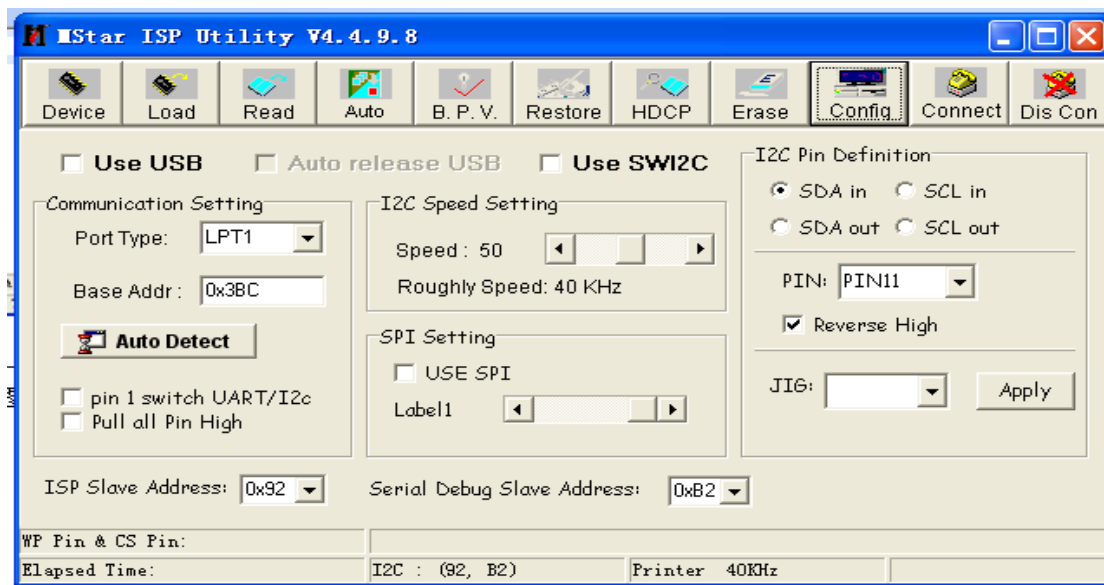 MStar ISP Utility V4.4.9.8
Device Load Read Auto B. P. V. Restore HDCP Erase Config Connect Dis Con
Use USB Auto release USB Use SWI2C
I2C Pin Definition
SDA in SCL in
SDA out SCL out
PIN: PIN11
Reverse High
JIG: Apply
Communication Setting
Port Type: LPT1
Base Addr : 0x3BC
Auto Detect
pin 1 switch UART/I2c
Pull all Pin High
I2C Speed Setting
Speed : 50
Roughly Speed: 40 KHz
SPI Setting
USE SPI
Label1
ISP Slave Address: 0x92 Serial Debug Slave Address: 0xB2
WP Pin & CS Pin:
Elapsed Time: I2C : (92, B2) Printer 40KHz